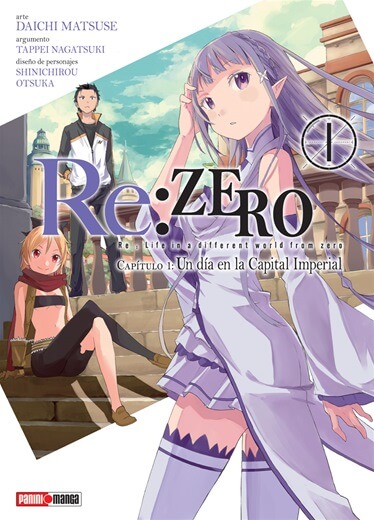 arte
DAICHI MATSUSE
argumento
TAPPEI NAGATSUKI
diseño de personajes
SHINICHIROU
OTSUKA
1
Re:ZERO
Re : Life in a different world from zero
CAPÍTULO 1: Un día en la Capital Imperial
PANINI manga